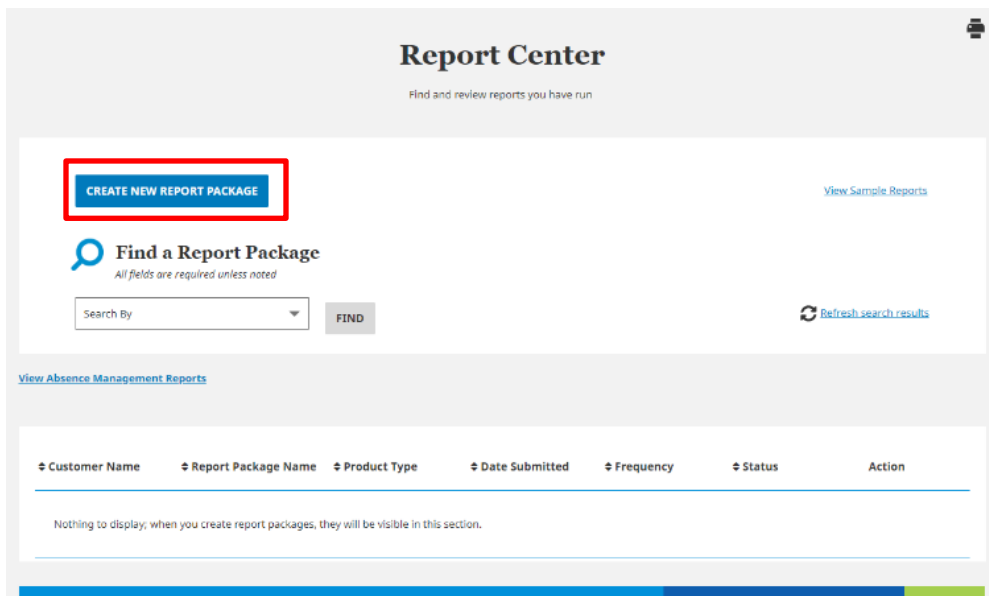 Report Center
Find and review reports you have run
CREATE NEW REPORT PACKAGE
View Sample Reports
Find a Report Package
All fields are required unless noted
Search By
FIND
Refresh search results
View Absence Management Reports
Customer Name Report Package Name Product Type Date Submitted Frequency Status Action
Nothing to display; when you create report packages, they will be visible in this section.